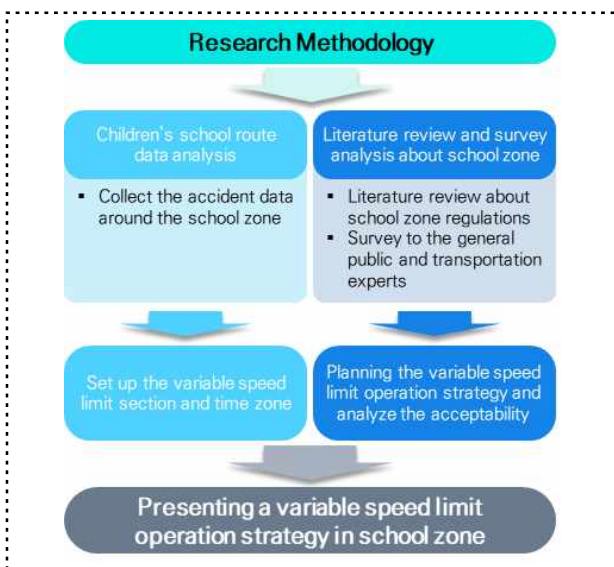 Research Methodology
Children's school route
data analysis
▪ Collect the accident data
around the school zone
Literature review and survey
analysis about school zone
▪ Literature review about
school zone regulations
▪ Survey to the general
public and transportation
experts
Set up the variable speed
limit section and time zone
Planning the variable speed
limit operation strategy and
analyze the acceptability
Presenting a variable speed limit
operation strategy in school zone